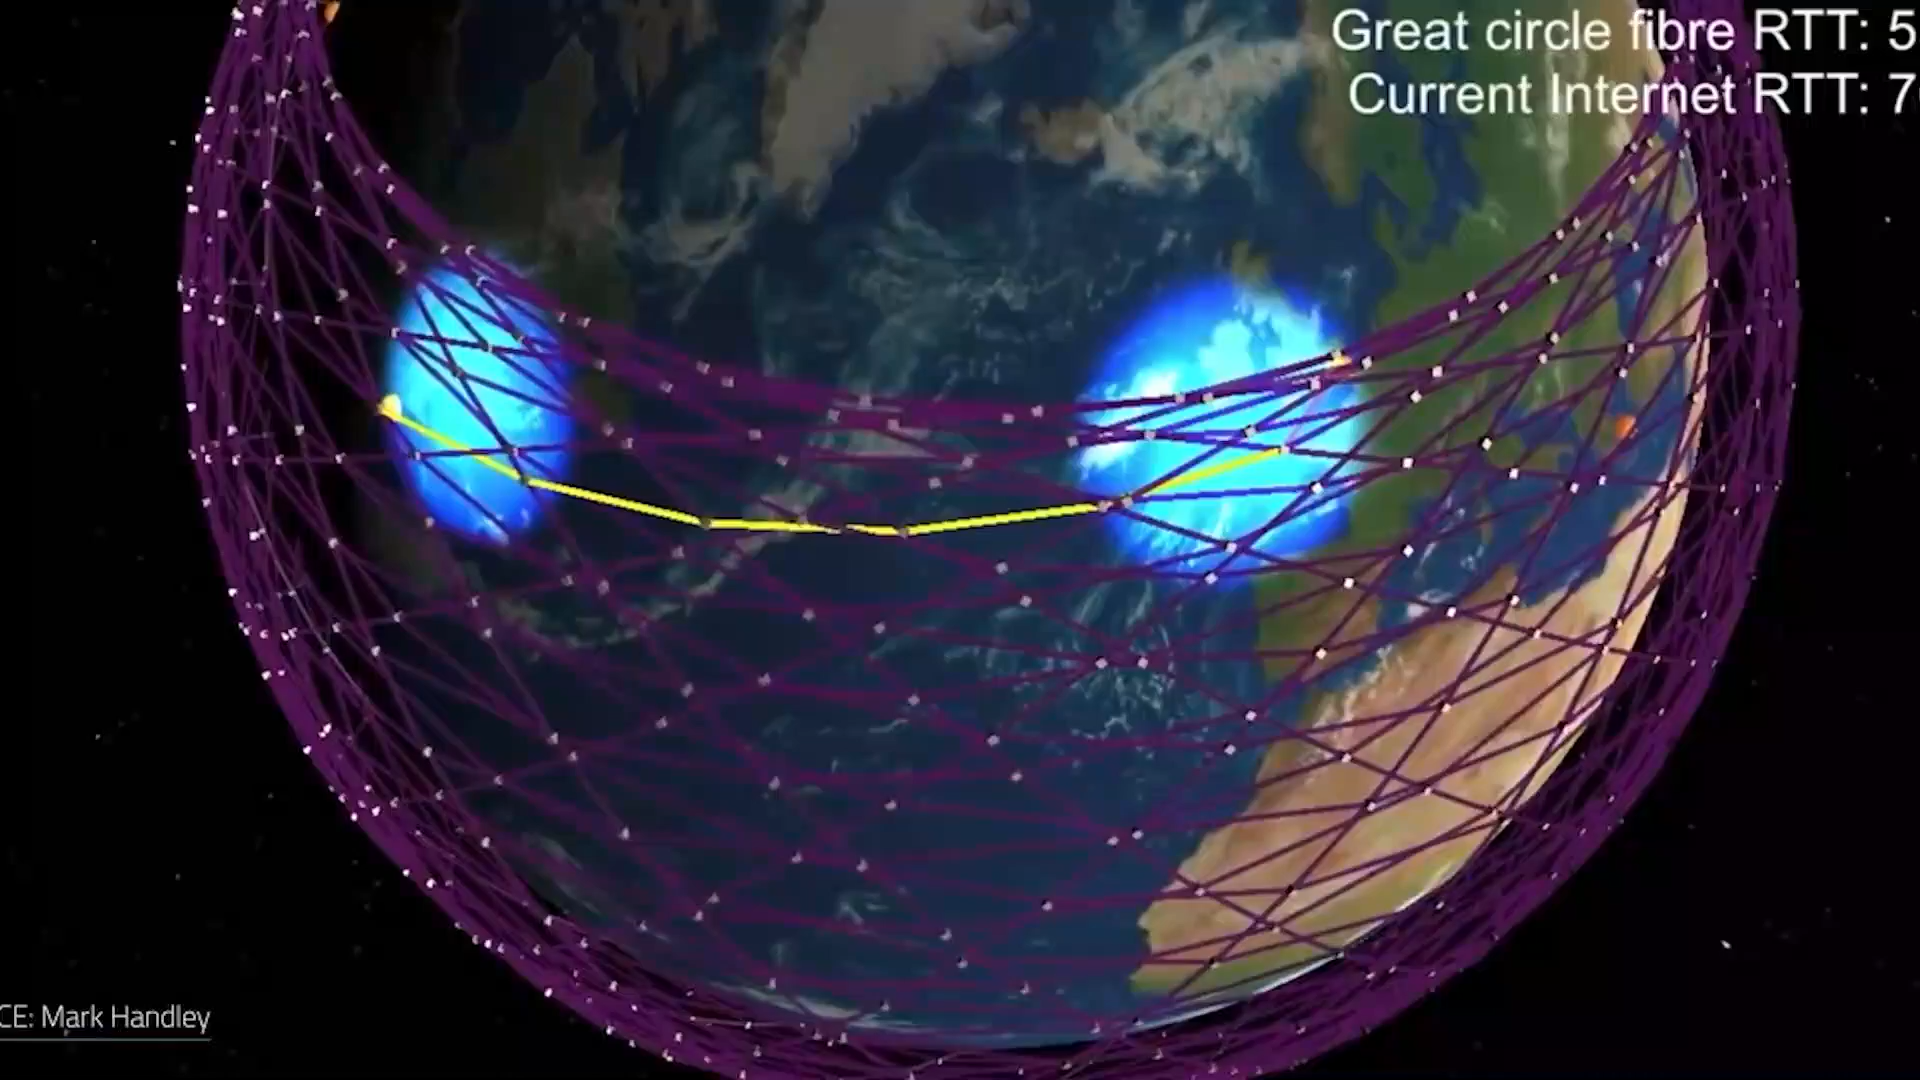 Great circle fibre RTT: 5
Current Internet RTT: 7
CE: Mark Handley